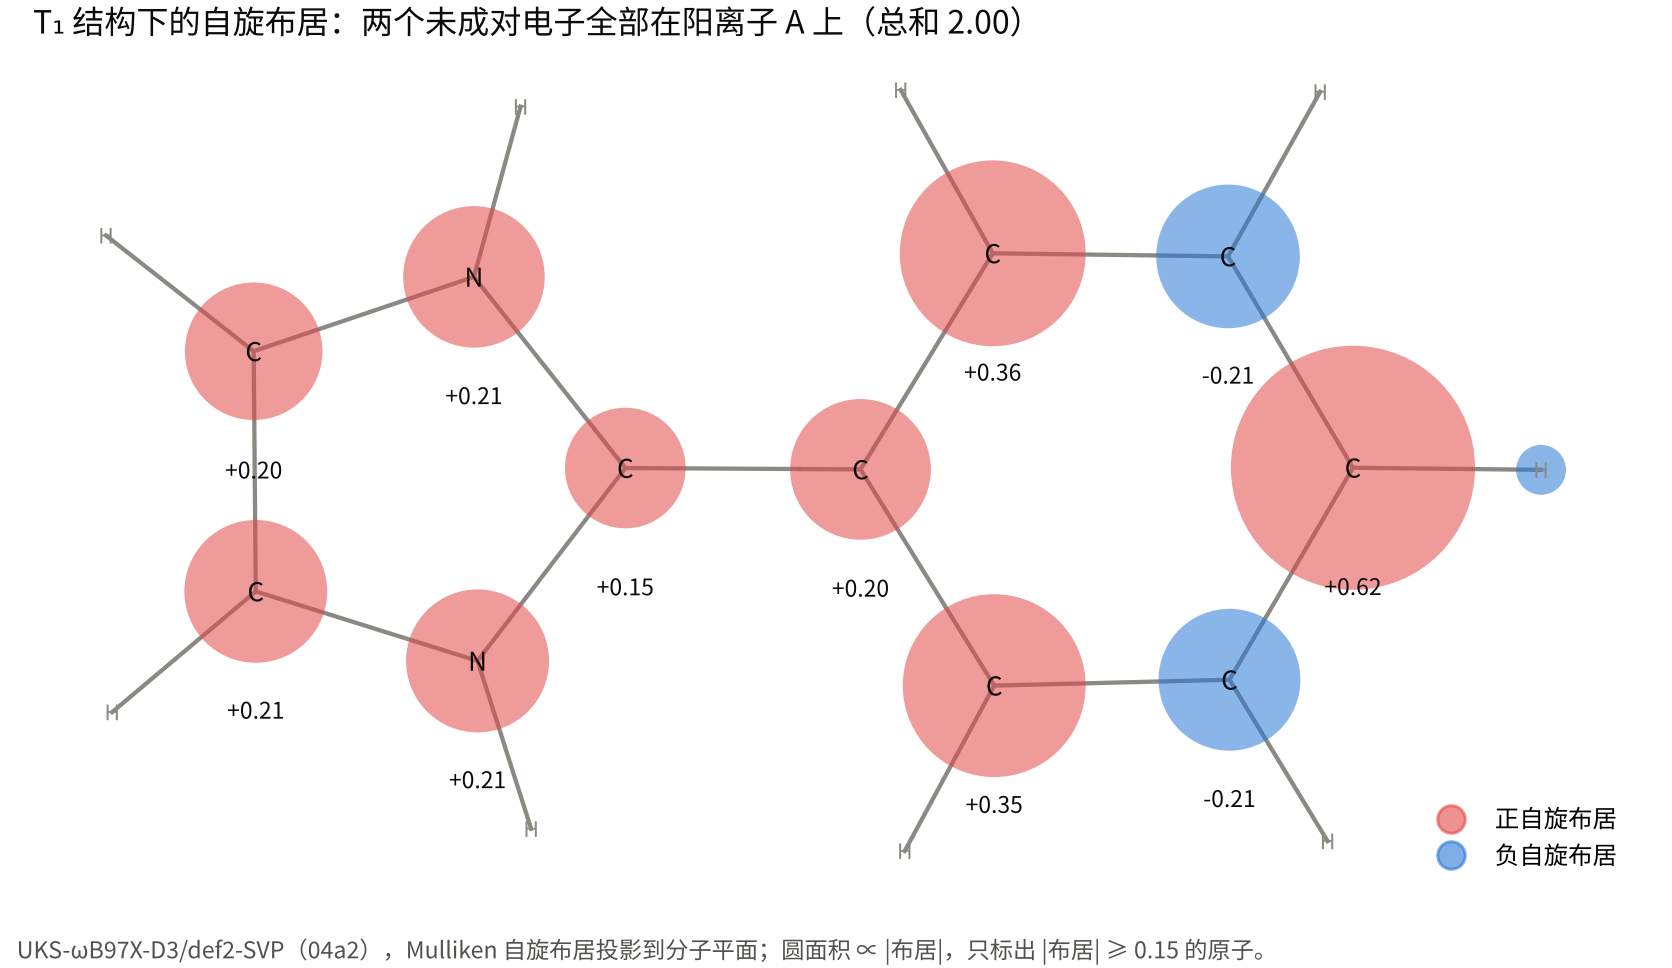 T₁ 结构下的自旋布居：两个未成对电子全部在阳离子 A 上（总和 2.00）
H
H
H
H
H
N
C
C
C
C
+0.36
-0.21
+0.21
+0.20
C
C
C
H
+0.15
+0.20
+0.62
C
N
C
C
+0.21
+0.21
+0.35
-0.21
H
H
H
H
正自旋布居
负自旋布居
UKS-ωB97X-D3/def2-SVP（04a2），Mulliken 自旋布居投影到分子平面；圆面积 ∝ |布居|，只标出 |布居| ≥ 0.15 的原子。